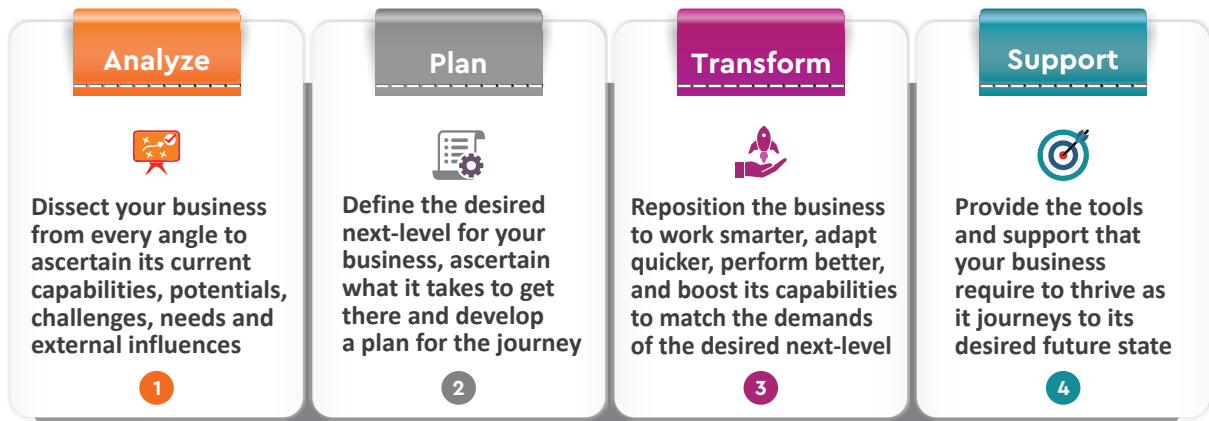 Analyze
Dissect your business
from every angle to
ascertain its current
capabilities, potentials,
challenges, needs and
external influences
1
Plan
Define the desired
next-level for your
business, ascertain
what it takes to get
there and develop
a plan for the journey
2
Transform
Reposition the business
to work smarter, adapt
quicker, perform better,
and boost its capabilities
to match the demands
of the desired next-level
3
Support
Provide the tools
and support that
your business
require to thrive as
it journeys to its
desired future state
4